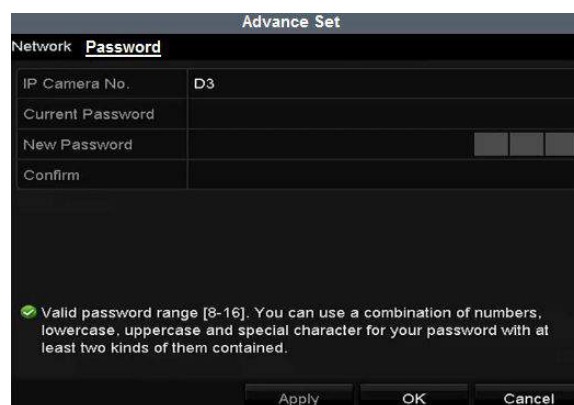 Advance Set
Network Password
IP Camera No. D3
Current Password
New Password
Confirm
Valid password range [8-16]. You can use a combination of numbers,
lowercase, uppercase and special character for your password with at
least two kinds of them contained.
Apply OK Cancel